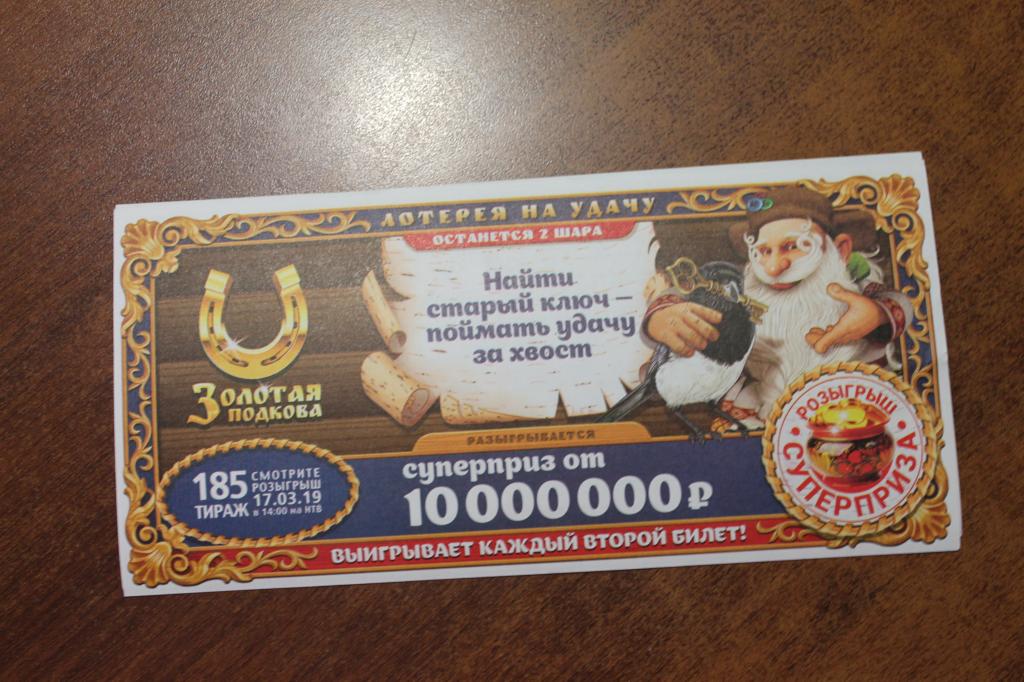 ЛОТЕРЕЯ НА УДАЧУ
ОСТАНЕТСЯ 2 ШАРА
Найти
старый ключ –
поймать удачу
за хвост
ЗОЛОТАЯ
ПОДКОВА
РАЗЫГРЫВАЕТСЯ
суперприз от
10 000 000 ₽
185
ТИРАЖ
СМОТРИТЕ
РОЗЫГРЫШ
17.03.19
в 14:00 на НТВ
• РОЗЫГРЫШ •
СУПЕРПРИЗА
ВЫИГРЫВАЕТ КАЖДЫЙ ВТОРОЙ БИЛЕТ!